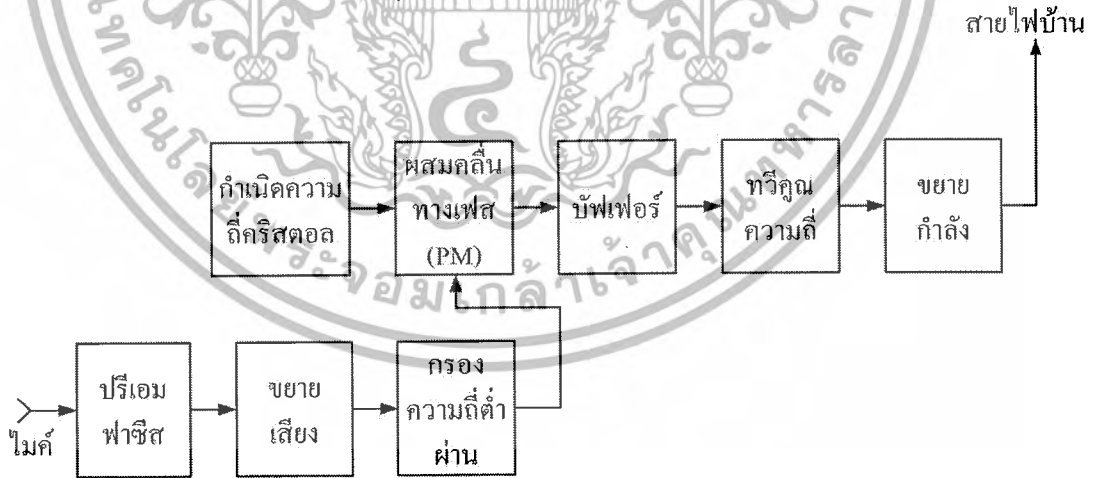 สายไฟบ้าน
กำเนิดความ
ถี่คริสตอล
ผสมคลื่น
ทางเฟส
(PM)
บัฟเฟอร์
ทวีคูณ
ความถี่
ขยาย
กำลัง
ไมค์
ปรีเอม
ฟาซีส
ขยาย
เสียง
กรอง
ความถี่ต่ำ
ผ่าน